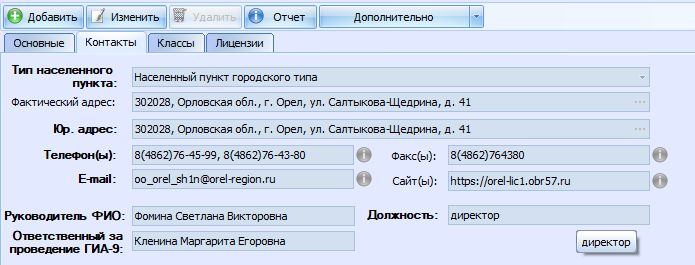 Добавить Изменить Удалить Отчет Дополнительно
Основные Контакты Классы Лицензии
Тип населенного
пункта: Населенный пункт городского типа
Фактический адрес: 302028, Орловская обл., г. Орел, ул. Салтыкова-Щедрина, д. 41 ...
Юр. адрес: 302028, Орловская обл., г. Орел, ул. Салтыкова-Щедрина, д. 41 ...
Телефон(ы): 8(4862)76-45-99, 8(4862)76-43-80 Факс(ы): 8(4862)764380
E-mail: oo_orel_sh1n@orel-region.ru Сайт(ы): https://orel-lic1.obr57.ru
Руководитель ФИО: Фомина Светлана Викторовна Должность: директор
Ответственный за
проведение ГИА-9: Кленина Маргарита Егоровна директор